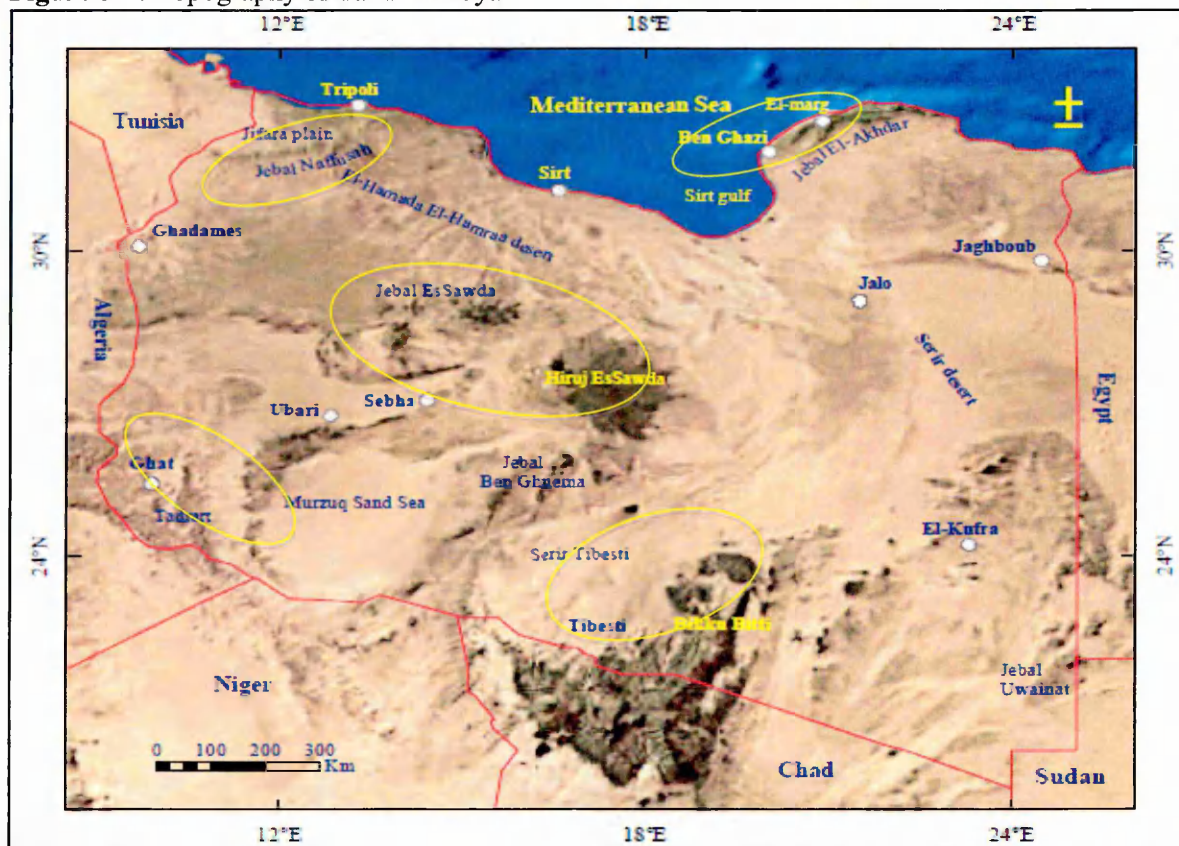 12°E 18°E 24°E
Tripoli
Mediterranean Sea
El-marg
Tunisia
Jifara plain
Ben Ghazi
Jebal El-Akhdar
Jebal Naffusah
Sirt
El-Hamada El-Hamraa desert
Sirt gulf
Ghadames
30°N
Jaghboub
30°N
Jebal EsSawda
Jalo
Algeria
Serir desert
Hiruj EsSawda
Egypt
Ubari
Sebha
Ghat
Jebal
Ben Ghnema
Murzuq Sand Sea
El-Kufra
24°N
Serir Tibesti
24°N
Tibesti
Niger
Jebal
Uwainat
0 100 200 300
Km
Chad
Sudan
12°E 18°E 24°E